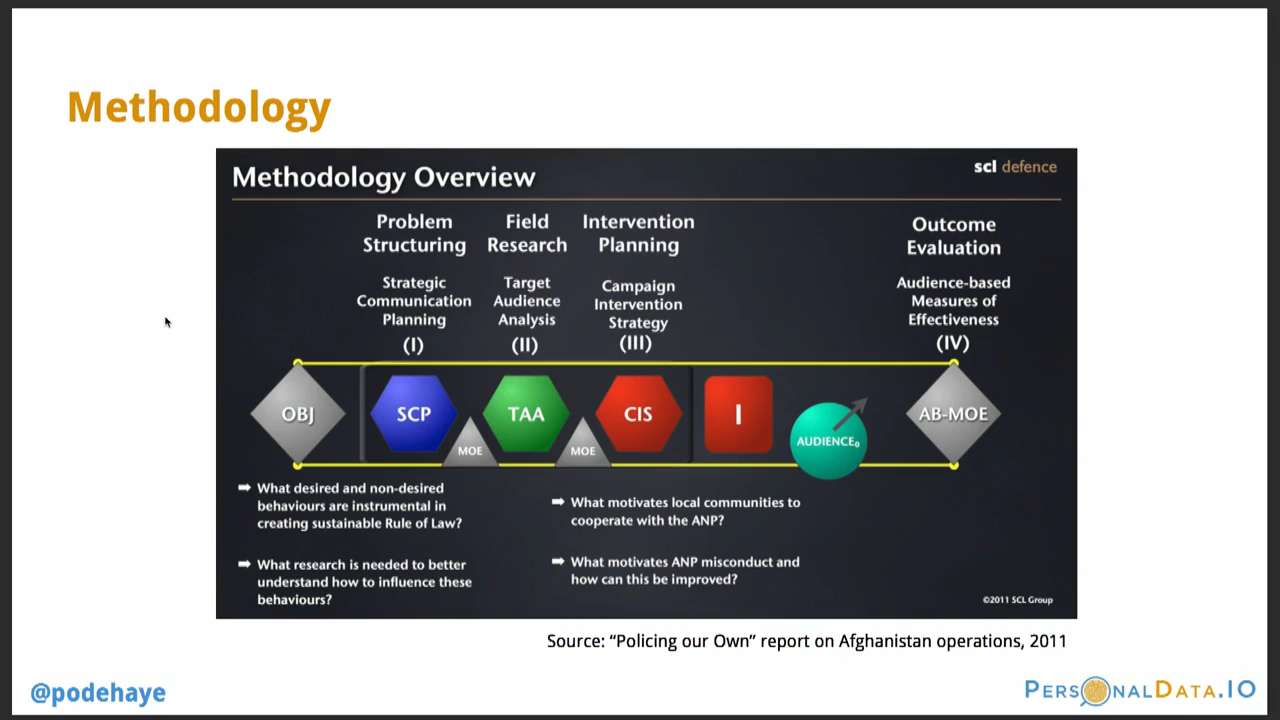 Methodology
Methodology Overview
scl defence
Problem
Structuring
Field
Research
Intervention
Planning
Outcome
Evaluation
Strategic
Communication
Planning
(I)
Target
Audience
Analysis
(II)
Campaign
Intervention
Strategy
(III)
Audience-based
Measures of
Effectiveness
(IV)
OBJ
SCP
MOE
TAA
MOE
CIS
I
AUDIENCE₀
AB-MOE
What desired and non-desired
behaviours are instrumental in
creating sustainable Rule of Law?
What research is needed to better
understand how to influence these
behaviours?
What motivates local communities to
cooperate with the ANP?
What motivates ANP misconduct and
how can this be improved?
©2011 SCL Group
Source: “Policing our Own” report on Afghanistan operations, 2011
@podehaye
PERSONALDATA.IO